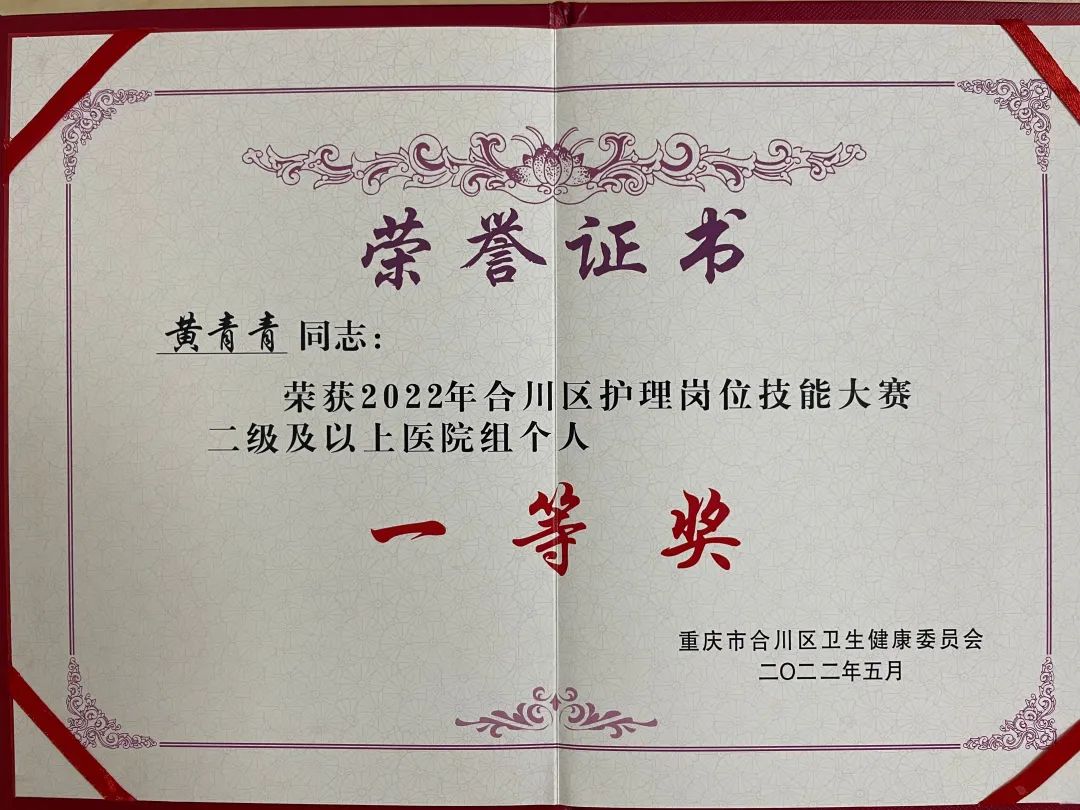 荣誉证书
黄青青 同志：
荣获2022年合川区护理岗位技能大赛
二级及以上医院组个人
一等奖
重庆市合川区卫生健康委员会
二〇二二年五月